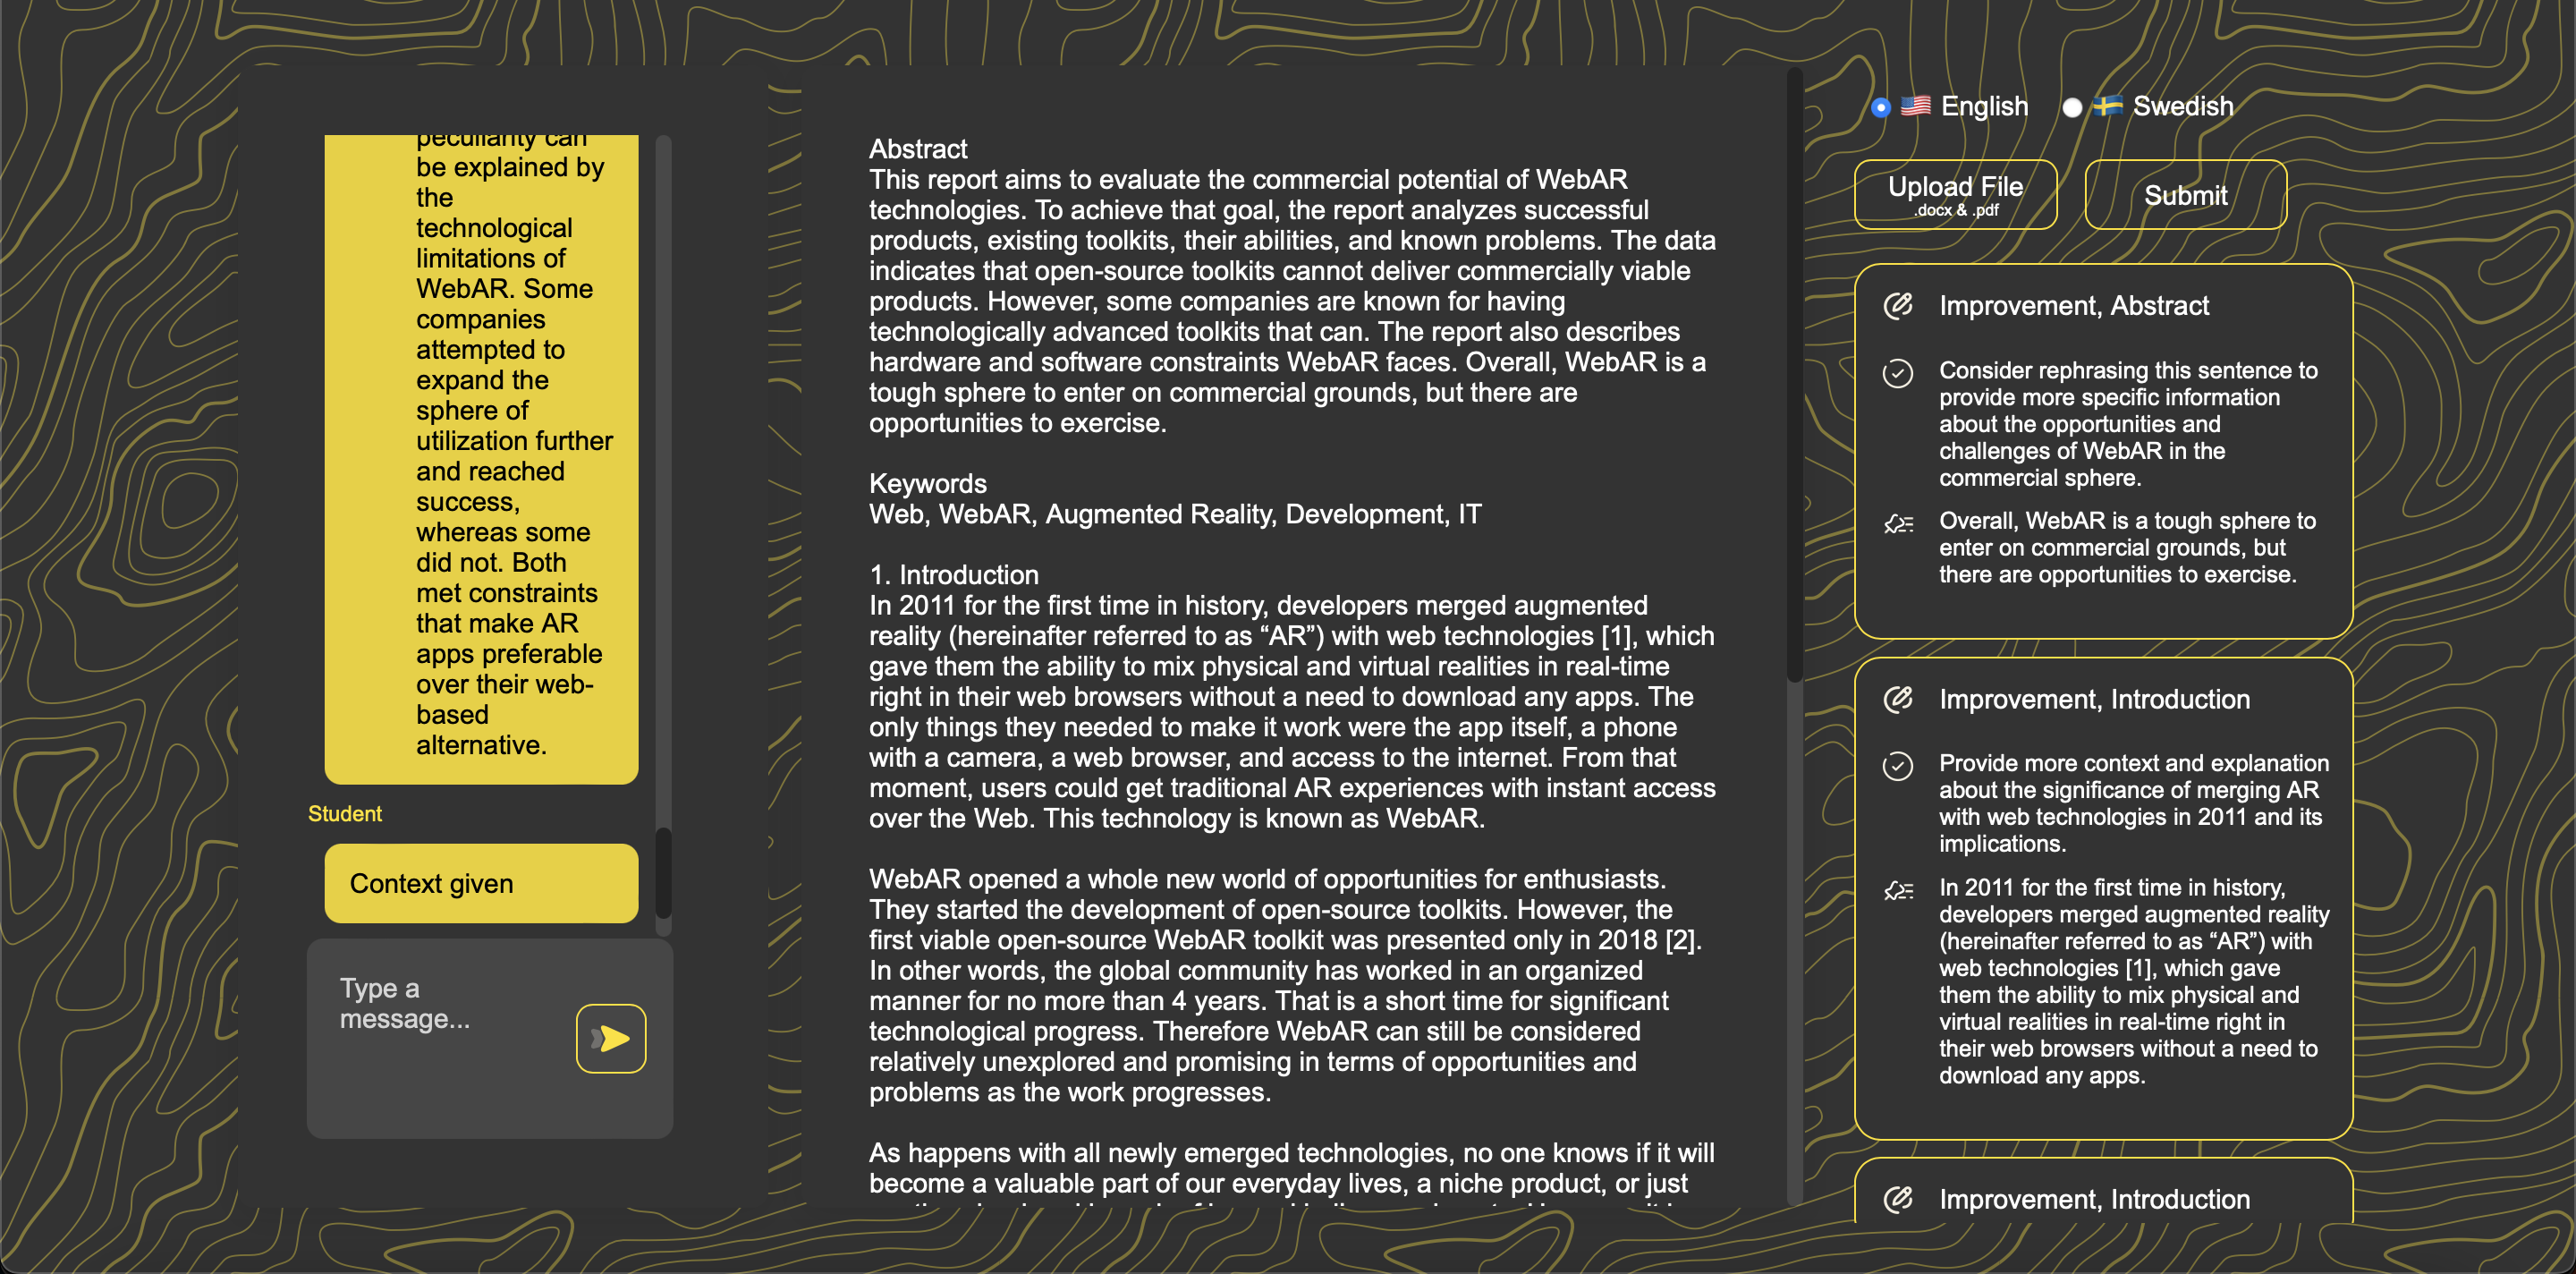 peculiarity can
be explained by
the
technological
limitations of
WebAR. Some
companies
attempted to
expand the
sphere of
utilization further
and reached
success,
whereas some
did not. Both
met constraints
that make AR
apps preferable
over their web-
based
alternative.
Student
Context given
Type a
message...
Abstract
This report aims to evaluate the commercial potential of WebAR
technologies. To achieve that goal, the report analyzes successful
products, existing toolkits, their abilities, and known problems. The data
indicates that open-source toolkits cannot deliver commercially viable
products. However, some companies are known for having
technologically advanced toolkits that can. The report also describes
hardware and software constraints WebAR faces. Overall, WebAR is a
tough sphere to enter on commercial grounds, but there are
opportunities to exercise.
Keywords
Web, WebAR, Augmented Reality, Development, IT
1. Introduction
In 2011 for the first time in history, developers merged augmented
reality (hereinafter referred to as “AR”) with web technologies [1], which
gave them the ability to mix physical and virtual realities in real-time
right in their web browsers without a need to download any apps. The
only things they needed to make it work were the app itself, a phone
with a camera, a web browser, and access to the internet. From that
moment, users could get traditional AR experiences with instant access
over the Web. This technology is known as WebAR.
WebAR opened a whole new world of opportunities for enthusiasts.
They started the development of open-source toolkits. However, the
first viable open-source WebAR toolkit was presented only in 2018 [2].
In other words, the global community has worked in an organized
manner for no more than 4 years. That is a short time for significant
technological progress. Therefore WebAR can still be considered
relatively unexplored and promising in terms of opportunities and
problems as the work progresses.
As happens with all newly emerged technologies, no one knows if it will
become a valuable part of our everyday lives, a niche product, or just
English
Swedish
Upload File
.docx & .pdf
Submit
Improvement, Abstract
Consider rephrasing this sentence to
provide more specific information
about the opportunities and
challenges of WebAR in the
commercial sphere.
Overall, WebAR is a tough sphere to
enter on commercial grounds, but
there are opportunities to exercise.
Improvement, Introduction
Provide more context and explanation
about the significance of merging AR
with web technologies in 2011 and its
implications.
In 2011 for the first time in history,
developers merged augmented reality
(hereinafter referred to as “AR”) with
web technologies [1], which gave
them the ability to mix physical and
virtual realities in real-time right in
their web browsers without a need to
download any apps.
Improvement, Introduction